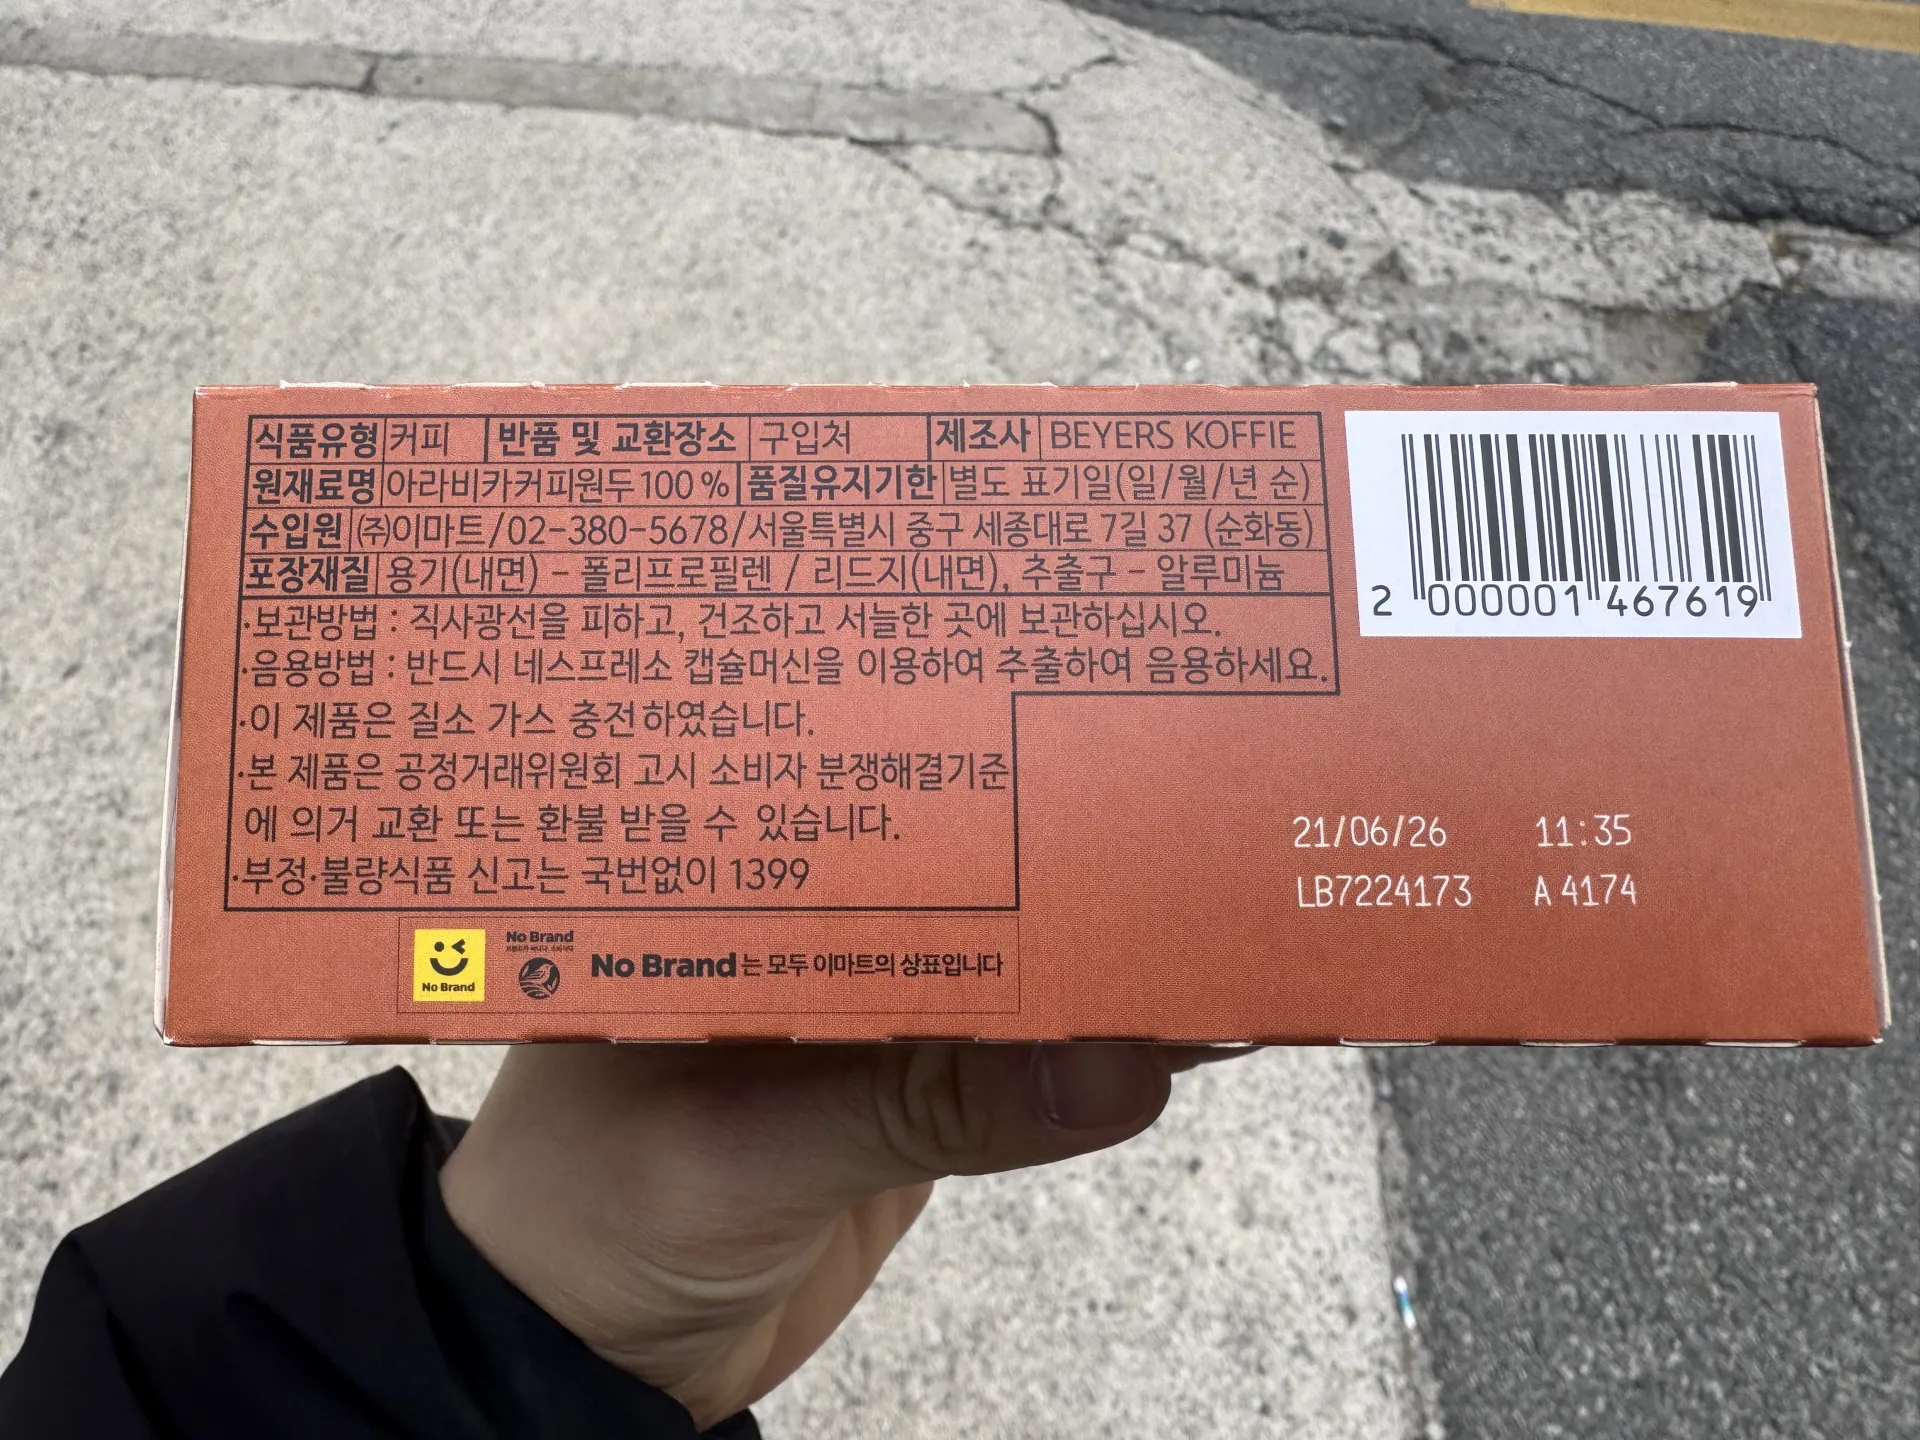 식품유형 커피 반품 및 교환장소 구입처 제조사 BEYERS KOFFIE
원재료명 아라비카커피원두 100 % 품질유지기한 별도 표기일(일/월/년 순)
수입원 ㈜이마트/02-380-5678/서울특별시 중구 세종대로 7길 37 (순화동)
포장재질 용기(내면) - 폴리프로필렌 / 리드지(내면), 추출구 - 알루미늄
·보관방법 : 직사광선을 피하고, 건조하고 서늘한 곳에 보관하십시오.
·음용방법 : 반드시 네스프레소 캡슐머신을 이용하여 추출하여 음용하세요.
·이 제품은 질소 가스 충전하였습니다.
·본 제품은 공정거래위원회 고시 소비자 분쟁해결기준
에 의거 교환 또는 환불 받을 수 있습니다.
·부정·불량식품 신고는 국번없이 1399
No Brand
No Brand
No Brand는 모두 이마트의 상표입니다
2 000001 467619
21/06/26 11:35
LB7224173 A 4174